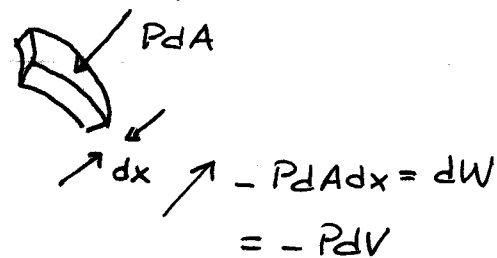 PdA
dx
- PdAdx = dW
= - PdV